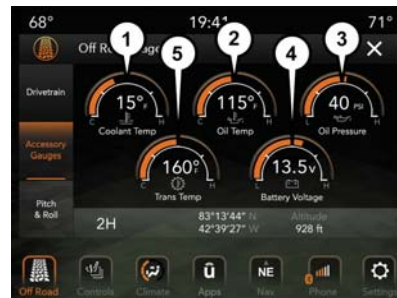 68° 19:41 71°
1 2 3
Off Road
5 4
Drivetrain
15°F 115°F 40 PSI
C H C H L H
Coolant Temp Oil Temp Oil Pressure
Accessory
Gauges
160°F 13.5v
C H L H
Trans Temp Battery Voltage
Pitch
& Roll
2H 83°13'44" N Altitude
42°39'27" W 928 ft
NE
Off Road Controls Climate Apps Nav Phone Settings